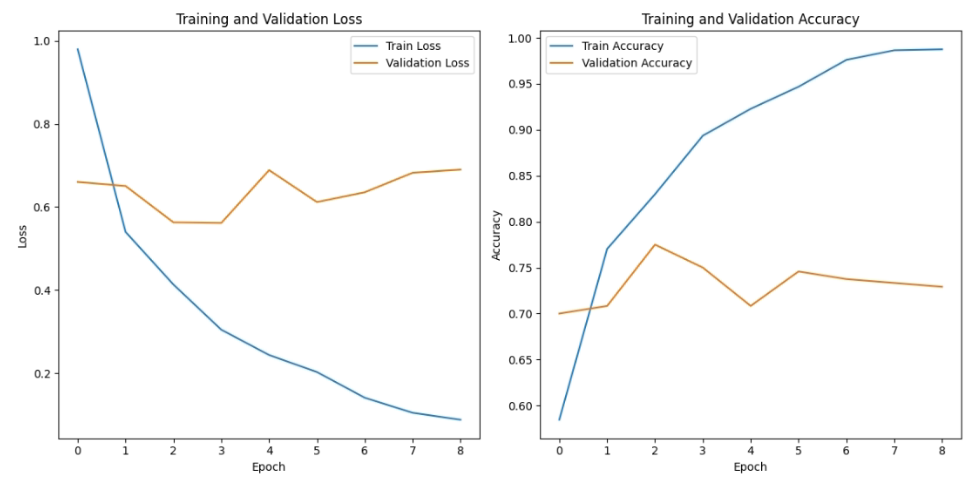 Training and Validation Loss
Train Loss
Validation Loss
1.0
0.8
0.6
0.4
0.2
Loss
0 1 2 3 4 5 6 7 8
Epoch
Training and Validation Accuracy
Train Accuracy
Validation Accuracy
1.00
0.95
0.90
0.85
0.80
0.75
0.70
0.65
0.60
Accuracy
0 1 2 3 4 5 6 7 8
Epoch